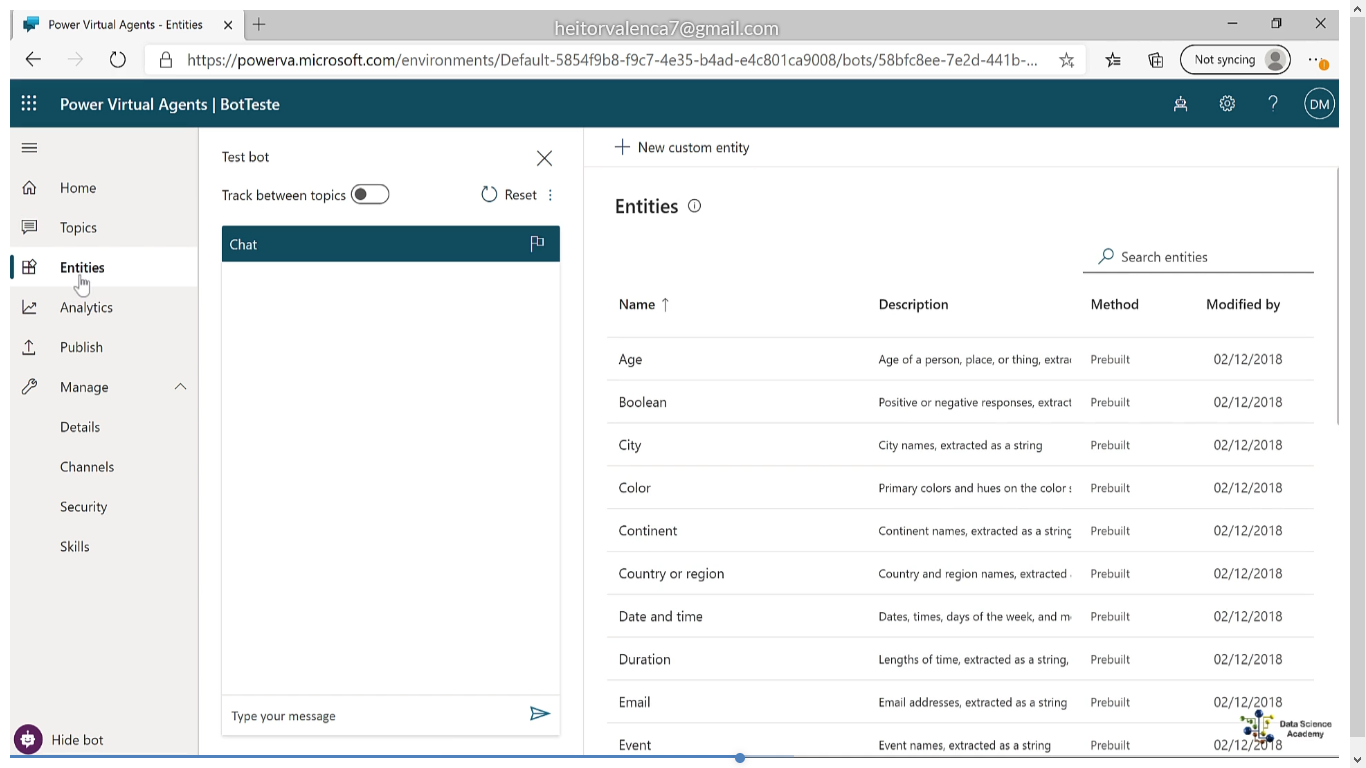 Power Virtual Agents - Entities
heitorvalenca7@gmail.com
https://powerva.microsoft.com/environments/Default-5854f9b8-f9c7-4e35-b4ad-e4c801ca9008/bots/58bfc8ee-7e2d-441b-...
Not syncing
Power Virtual Agents | BotTeste
DM
Home
Topics
Entities
Analytics
Publish
Manage
Details
Channels
Security
Skills
Hide bot
Test bot
Track between topics
Reset
Chat
Type your message
New custom entity
Entities
Search entities
Name ↑ Description Method Modified by
Age Age of a person, place, or thing, extra Prebuilt 02/12/2018
Boolean Positive or negative responses, extract Prebuilt 02/12/2018
City City names, extracted as a string Prebuilt 02/12/2018
Color Primary colors and hues on the color Prebuilt 02/12/2018
Continent Continent names, extracted as a string Prebuilt 02/12/2018
Country or region Country and region names, extracted Prebuilt 02/12/2018
Date and time Dates, times, days of the week, and m Prebuilt 02/12/2018
Duration Lengths of time, extracted as a string, Prebuilt 02/12/2018
Email Email addresses, extracted as a string Prebuilt 02/12/2018
Event Event names, extracted as a string Prebuilt 02/12/2018
Data Science
Academy